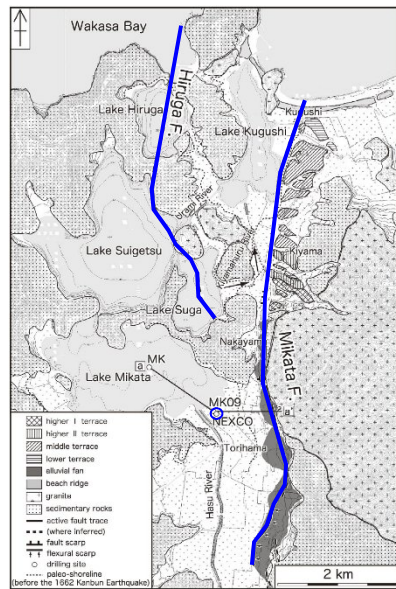 Wakasa Bay
Hiruga F.
Lake Hiruga
Lake Kugushi
Kugushi
Lake Suigetsu
Kiyama
Lake Suga
Nakayama
Mikata F.
a
MK
Lake Mikata
MK09
a'
NEXCO
Torihama
Hasu River
higher I terrace
higher II terrace
middle terrace
lower terrace
alluvial fan
beach ridge
granite
sedimentary rocks
active fault trace
(where inferred)
fault scarp
flexural scarp
drilling site
paleo-shoreline
(before the 1662 Kanbun Earthquake)
2 km